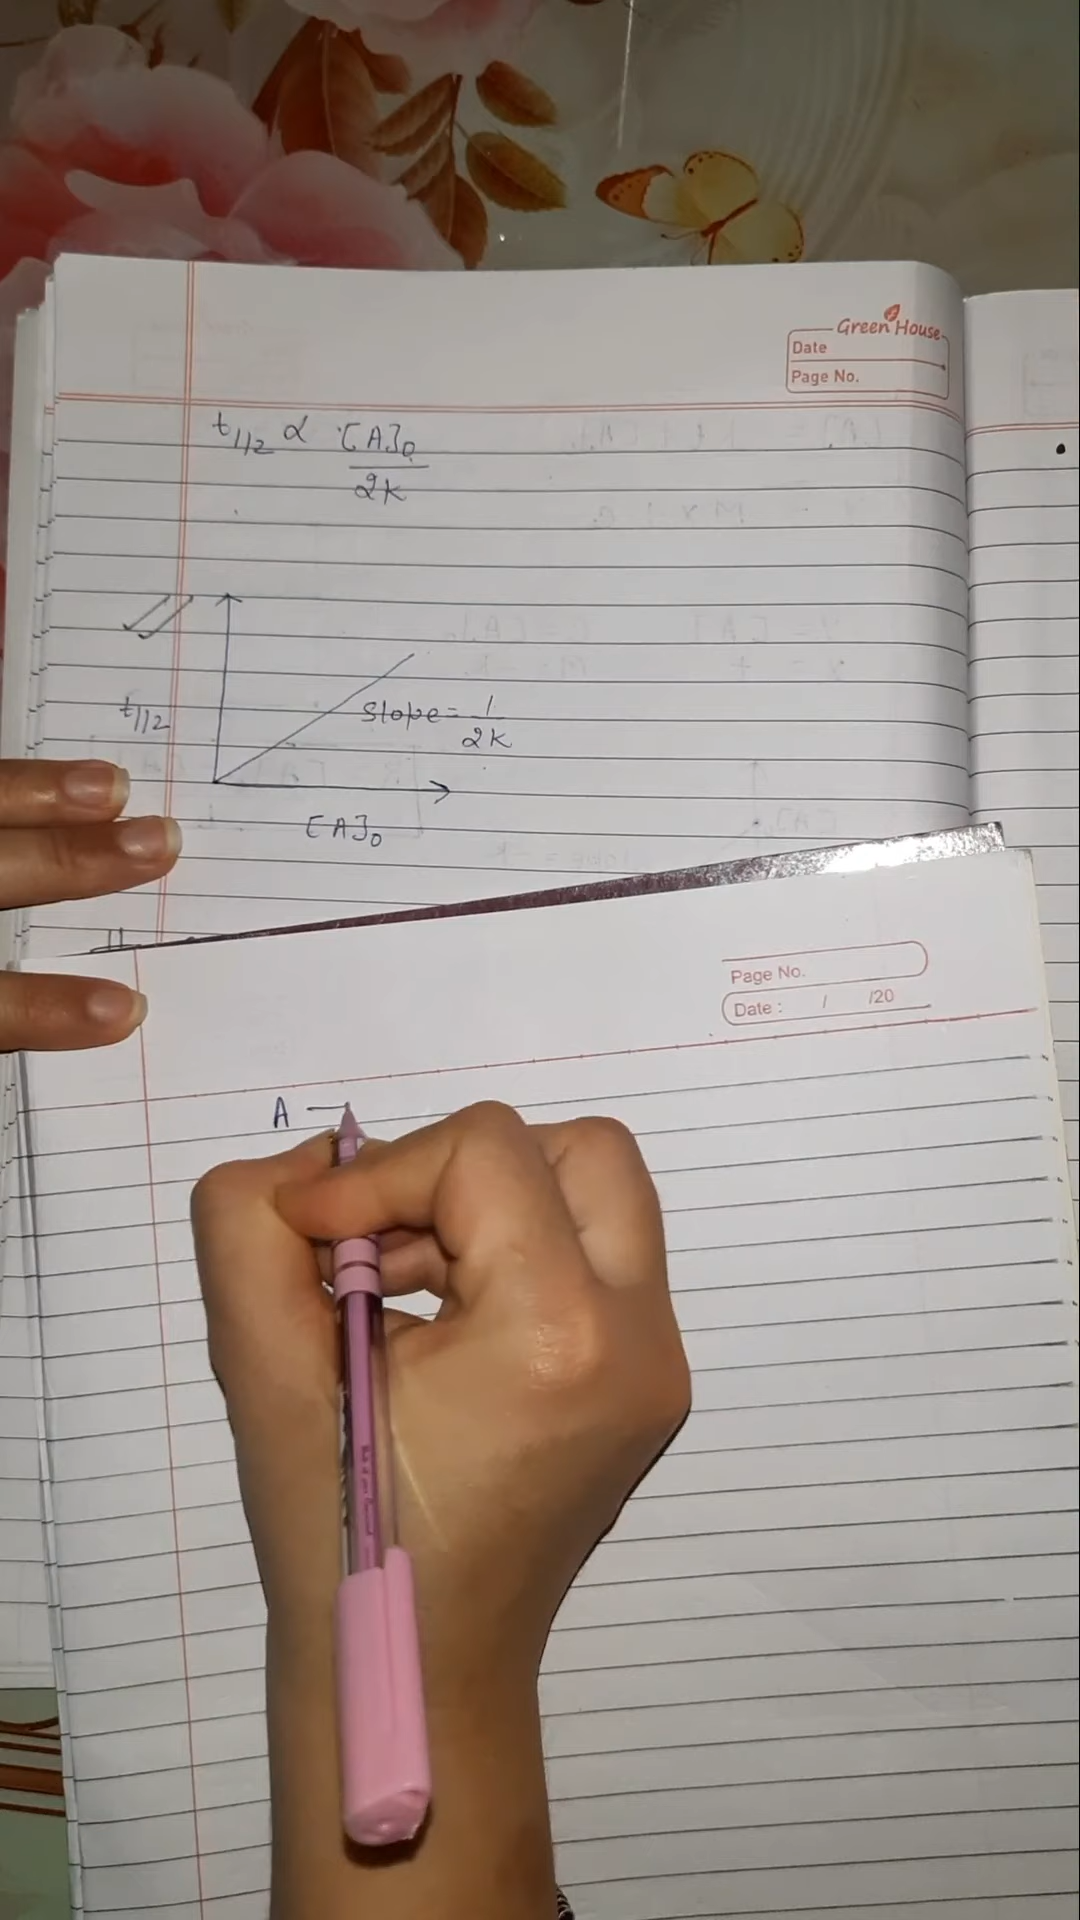 Green House
Date
Page No.
t1/2 α [A]0
2K
t1/2
slope = 1
2K
[A]0
Page No.
Date : / /20
A —